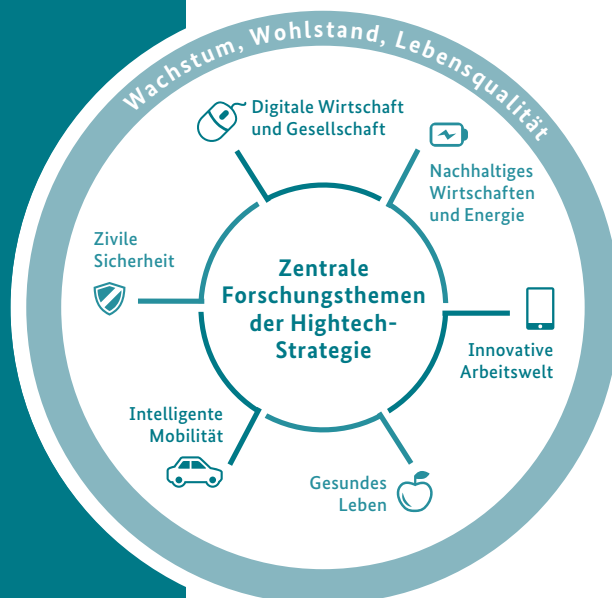 Wachstum, Wohlstand, Lebensqualität
Digitale Wirtschaft
und Gesellschaft
Nachhaltiges
Wirtschaften
und Energie
Zivile
Sicherheit
Zentrale
Forschungsthemen
der Hightech-
Strategie
Innovative
Arbeitswelt
Intelligente
Mobilität
Gesundes
Leben